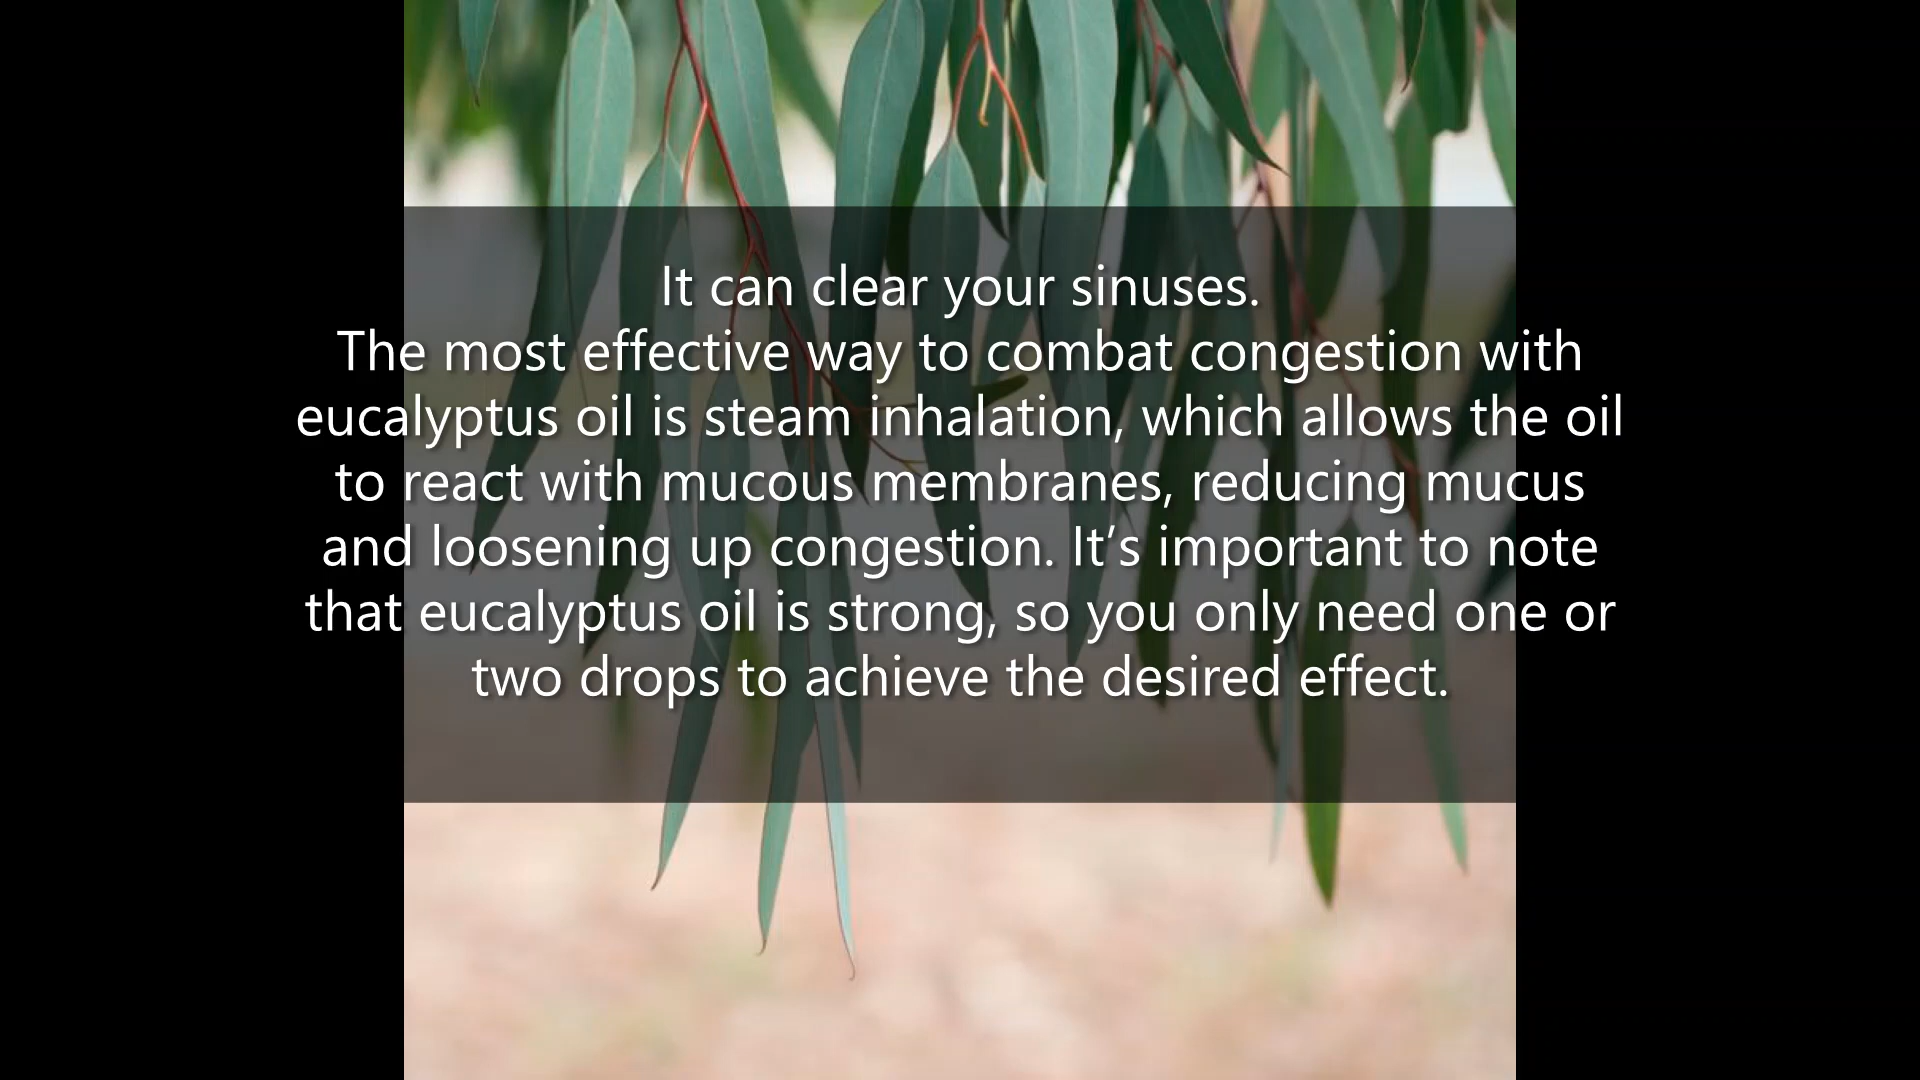 It can clear your sinuses.
The most effective way to combat congestion with
eucalyptus oil is steam inhalation, which allows the oil
to react with mucous membranes, reducing mucus
and loosening up congestion. It’s important to note
that eucalyptus oil is strong, so you only need one or
two drops to achieve the desired effect.